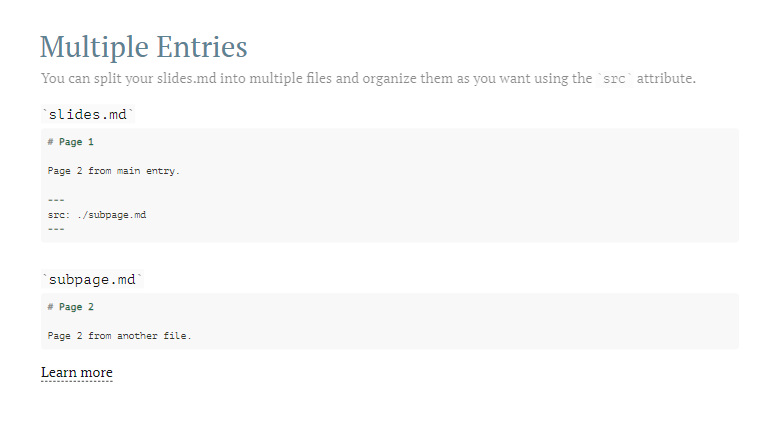 Multiple Entries
You can split your slides.md into multiple files and organize them as you want using the `src` attribute.
`slides.md`
# Page 1
Page 2 from main entry.
---
src: ./subpage.md
---
`subpage.md`
# Page 2
Page 2 from another file.
Learn more